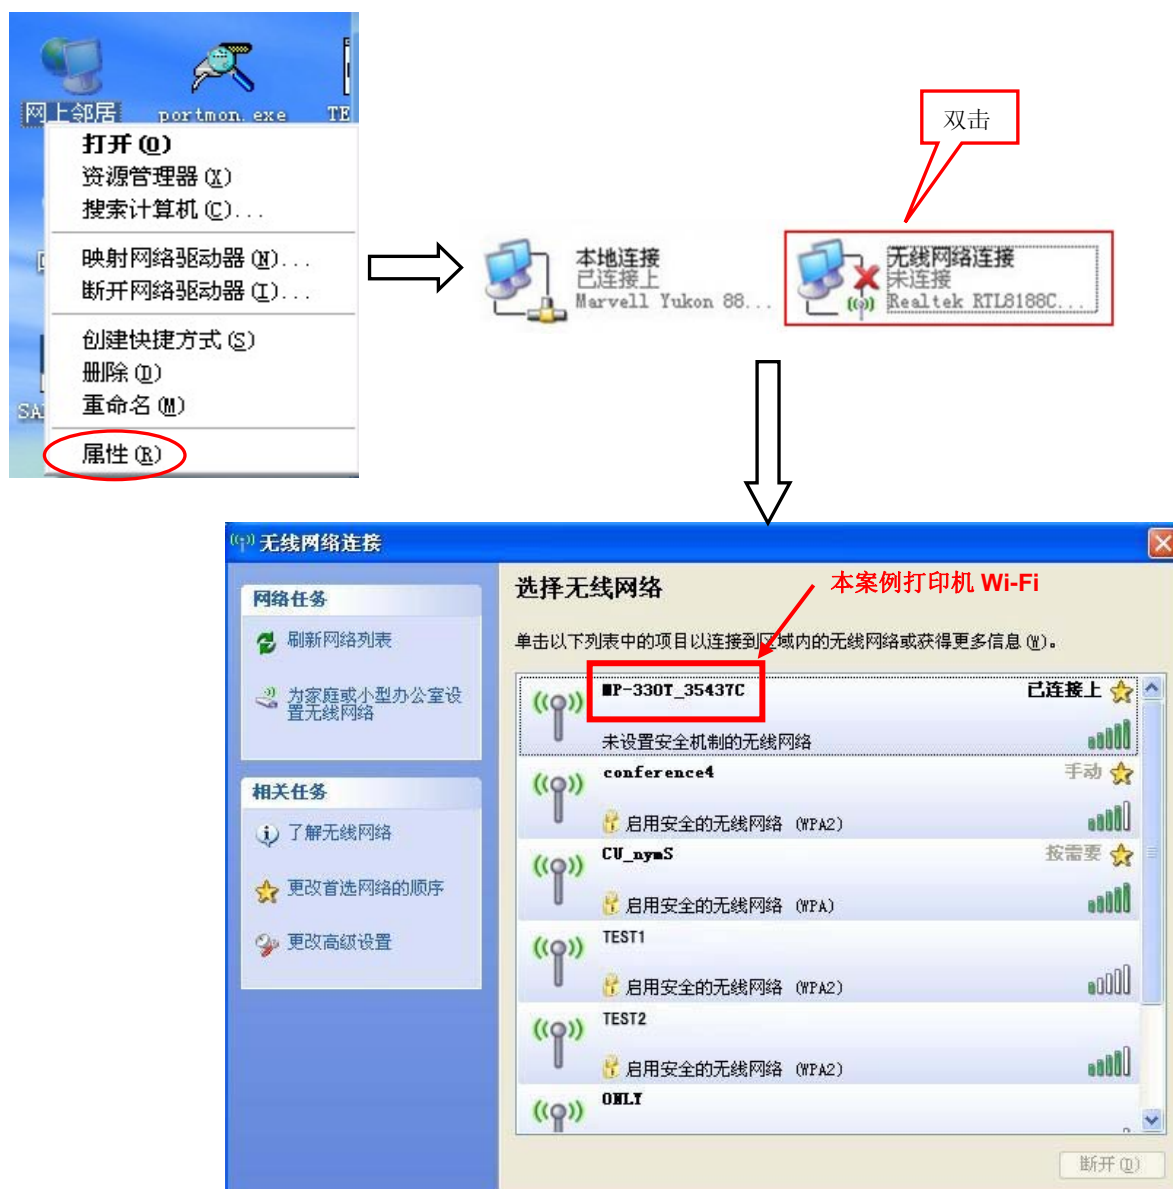 网上邻居
portmon.exe
TE
打开(O)
资源管理器(X)
搜索计算机(C)...
映射网络驱动器(N)...
断开网络驱动器(I)...
创建快捷方式(S)
删除(D)
重命名(M)
SA
属性(R)
双击
本地连接
已连接上
Marvell Yukon 88...
无线网络连接
未连接
Realtek RTL8188C...
无线网络连接
网络任务
刷新网络列表
为家庭或小型办公室设
置无线网络
相关任务
了解无线网络
更改首选网络的顺序
更改高级设置
选择无线网络
本案例打印机 Wi-Fi
单击以下列表中的项目以连接到区域内的无线网络或获得更多信息(W)。
MP-330T_35437C
已连接上
未设置安全机制的无线网络
conference4
手动
启用安全的无线网络 (WPA2)
CU_nymS
按需要
启用安全的无线网络 (WPA)
TEST1
启用安全的无线网络 (WPA2)
TEST2
启用安全的无线网络 (WPA2)
ONLY
断开(D)